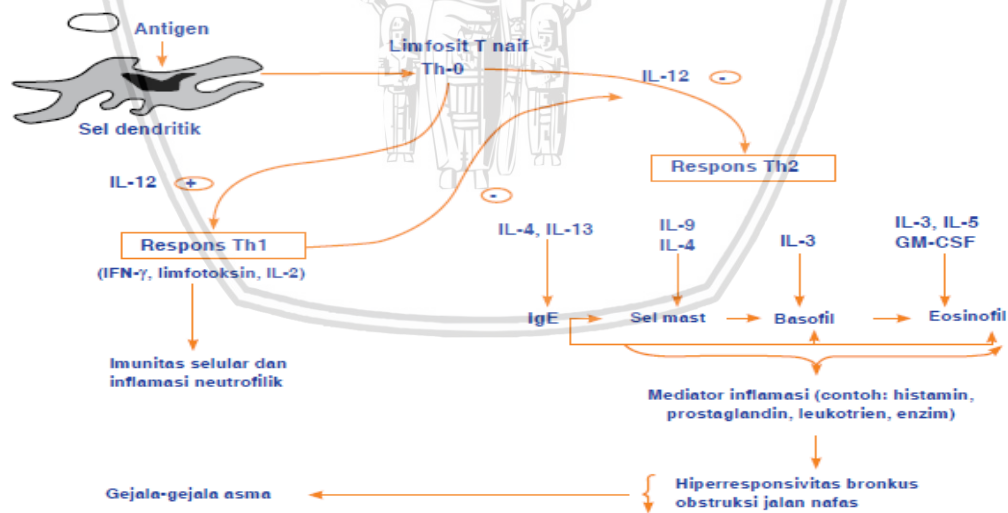 Antigen
Limfosit T naif
Th-0
IL-12 -
Sel dendritik
Respons Th2
IL-12 +
-
IL-4, IL-13
IL-9
IL-4
IL-3
IL-3, IL-5
GM-CSF
Respons Th1
(IFN-γ, limfotoksin, IL-2)
IgE
Sel mast
Basofil
Eosinofil
Imunitas selular dan
inflamasi neutrofilik
Mediator inflamasi (contoh: histamin,
prostaglandin, leukotrien, enzim)
Hiperresponsivitas bronkus
obstruksi jalan nafas
Gejala-gejala asma